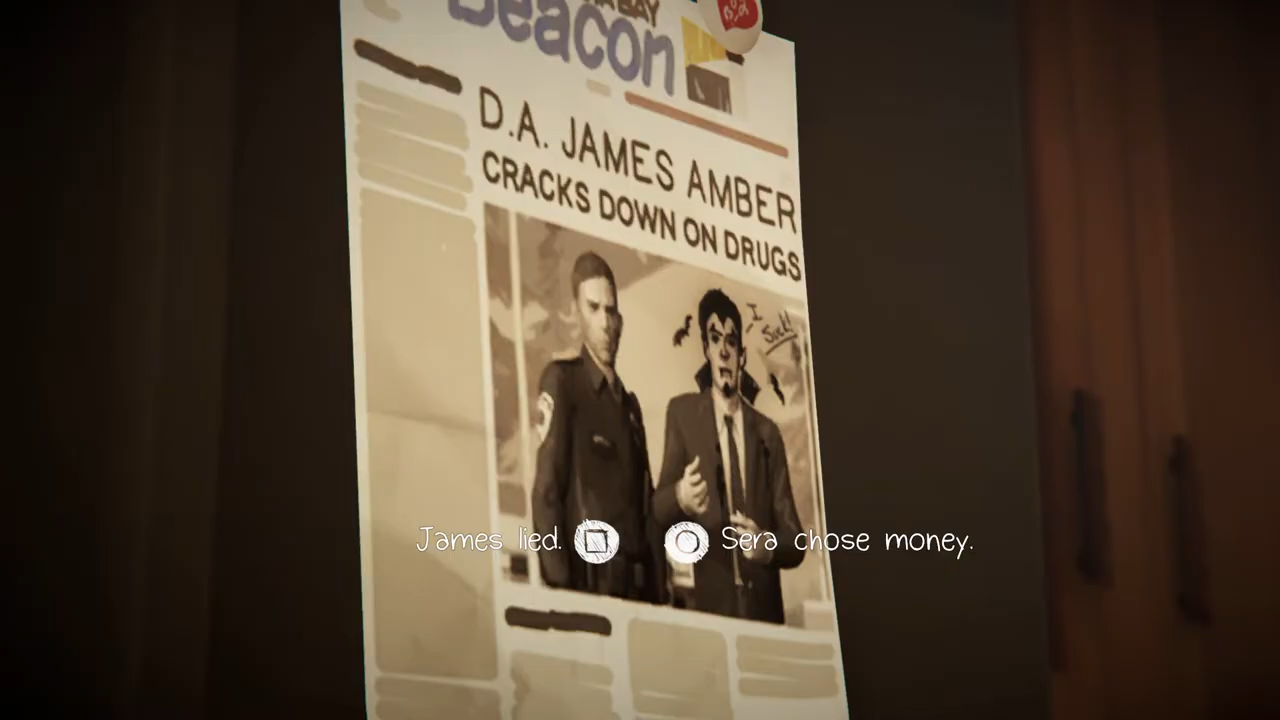 Beacon
D.A. JAMES AMBER
CRACKS DOWN ON DRUGS
I
Suck!
James lied.
Sera chose money.